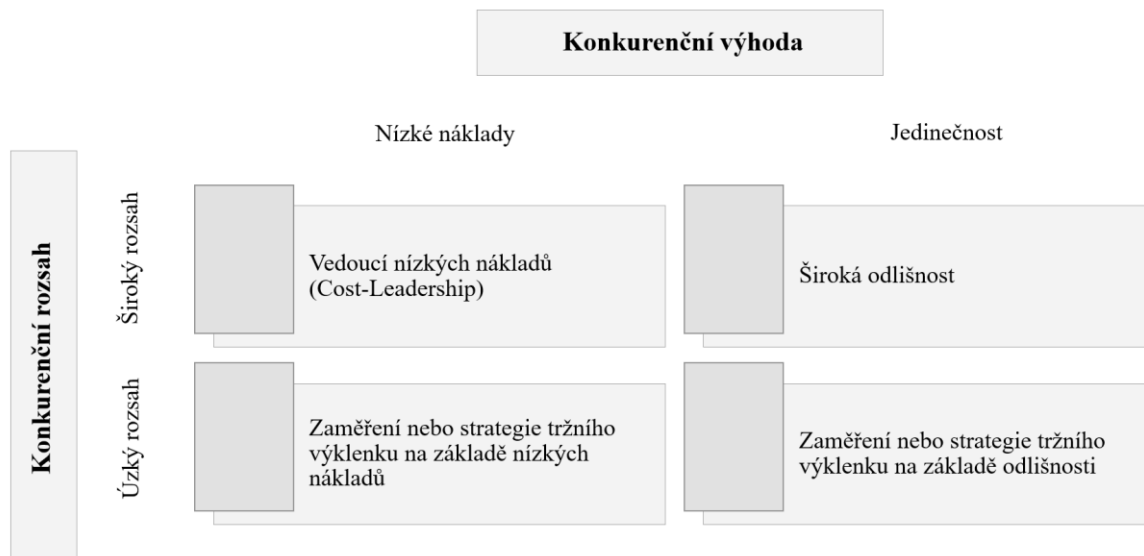 Konkurenční výhoda
Nízké náklady
Jedinečnost
Konkurenční rozsah
Široký rozsah
Vedoucí nízkých nákladů
(Cost-Leadership)
Široká odlišnost
Úzký rozsah
Zaměření nebo strategie tržního
výklenku na základě nízkých
nákladů
Zaměření nebo strategie tržního
výklenku na základě odlišnosti